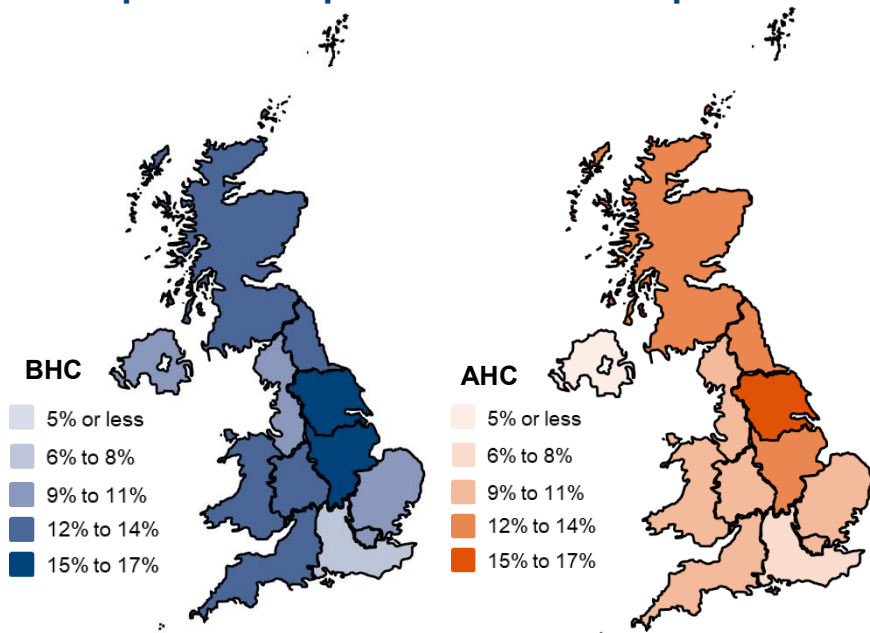 BHC
5% or less
6% to 8%
9% to 11%
12% to 14%
15% to 17%
AHC
5% or less
6% to 8%
9% to 11%
12% to 14%
15% to 17%